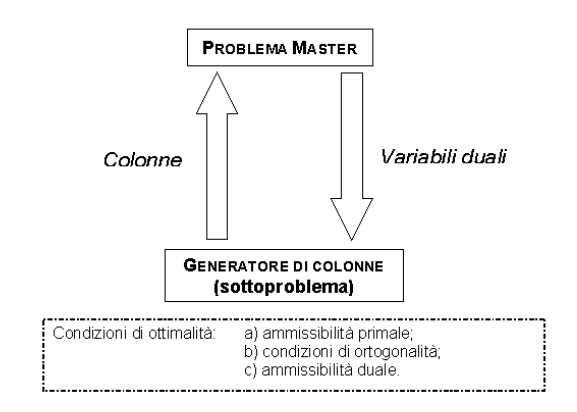 PROBLEMA MASTER
Colonne
Variabili duali
GENERATORE DI COLONNE
(sottoproblema)
Condizioni di ottimalità: a) ammissibilità primale;
b) condizioni di ortogonalità;
c) ammissibilità duale.